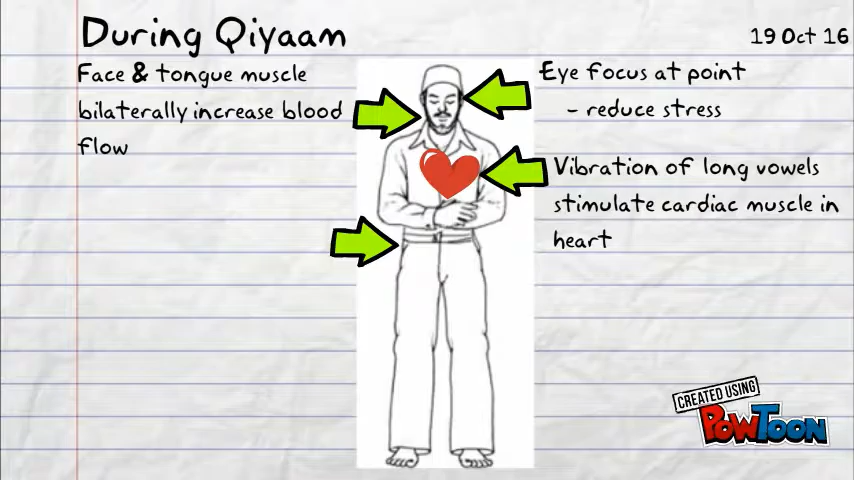 During Qiyaam
19 Oct 16
Face & tongue muscle
bilaterally increase blood
flow
Eye focus at point
- reduce stress
Vibration of long vowels
stimulate cardiac muscle in
heart
CREATED USING
POWTOON